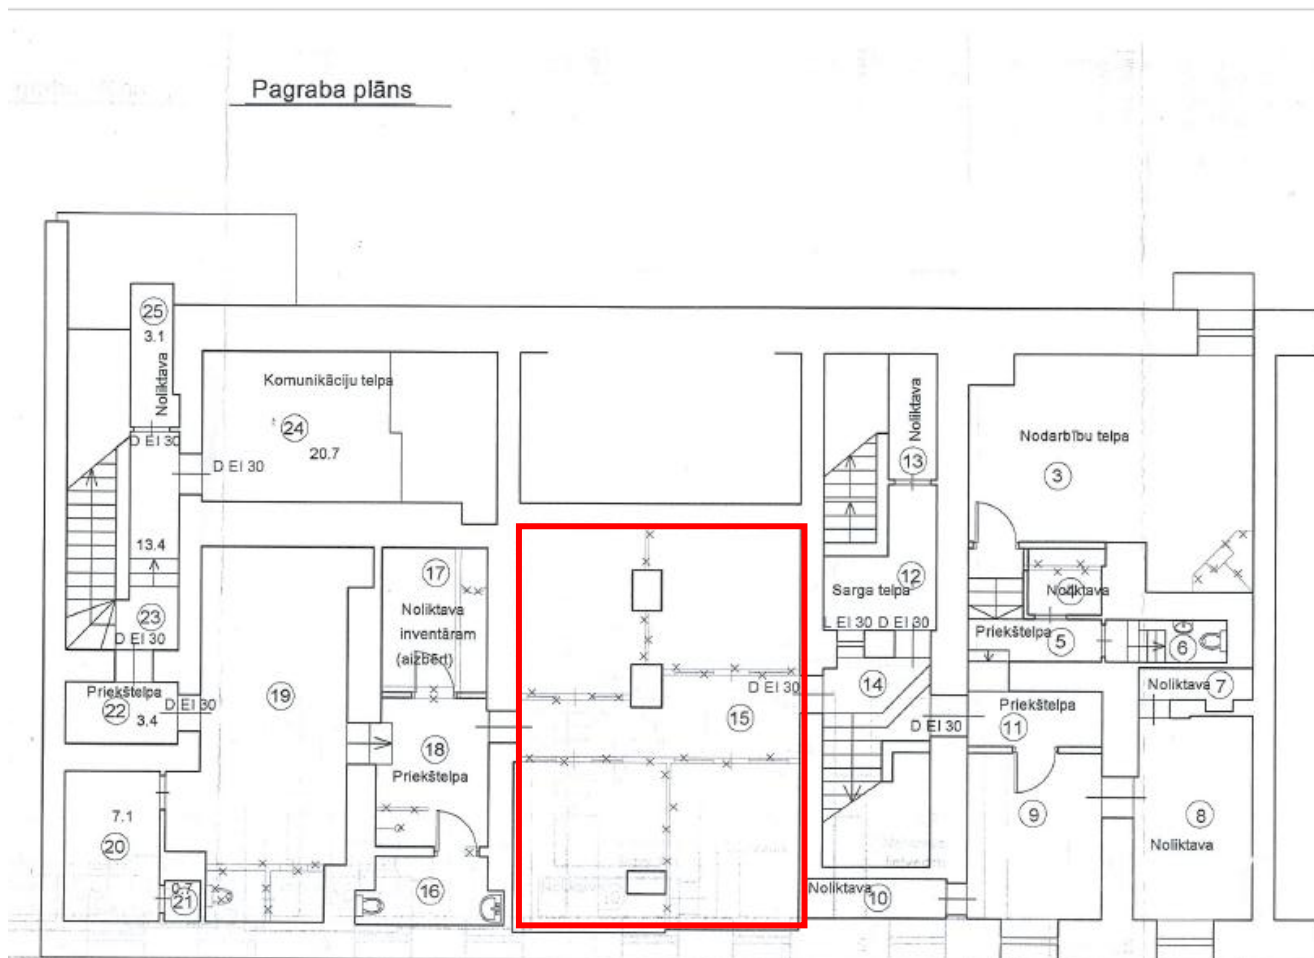 Pagraba plāns
25
3.1
Noliktava
D EI 30
Komunikāciju telpa
24
20.7
D EI 30
13.4
23
D EI 30
Priekštelpa
22
3.4
D EI 30
19
7.1
20
0.7
21
17
Noliktava
inventāram
(aizbērt)
18
Priekštelpa
16
15
D EI 30
Noliktava
13
12
Sarga telpa
L EI 30 D EI 30
14
Noliktava
10
D EI 30
Nodarbību telpa
3
Noliktava
4
Priekštelpa
5
6
Noliktava
7
Priekštelpa
11
9
8
Noliktava